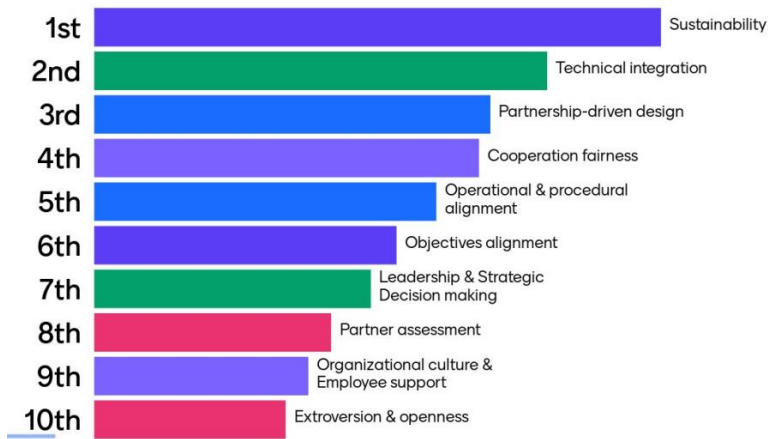 1st Sustainability
2nd Technical integration
3rd Partnership-driven design
4th Cooperation fairness
5th Operational & procedural
alignment
6th Objectives alignment
7th Leadership & Strategic
Decision making
8th Partner assessment
9th Organizational culture &
Employee support
10th Extroversion & openness